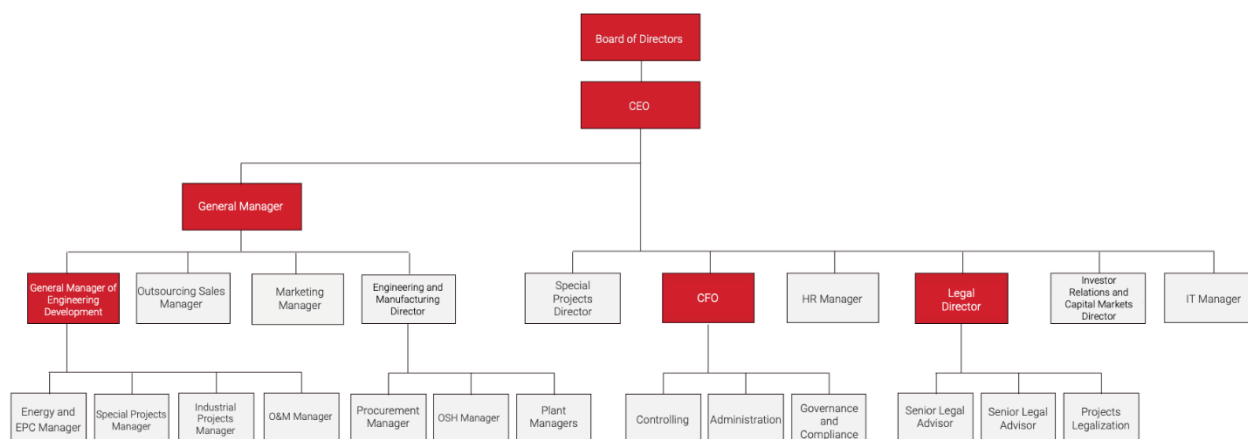 Board of Directors
CEO
General Manager
General Manager of
Engineering
Development
Outsourcing Sales
Manager
Marketing
Manager
Engineering and
Manufacturing
Director
Special
Projects
Director
CFO
HR Manager
Legal
Director
Investor
Relations and
Capital Markets
Director
IT Manager
Energy and
EPC Manager
Special Projects
Manager
Industrial
Projects
Manager
O&M Manager
Procurement
Manager
OSH Manager
Plant
Managers
Controlling
Administration
Governance
and
Compliance
Senior Legal
Advisor
Senior Legal
Advisor
Projects
Legalization